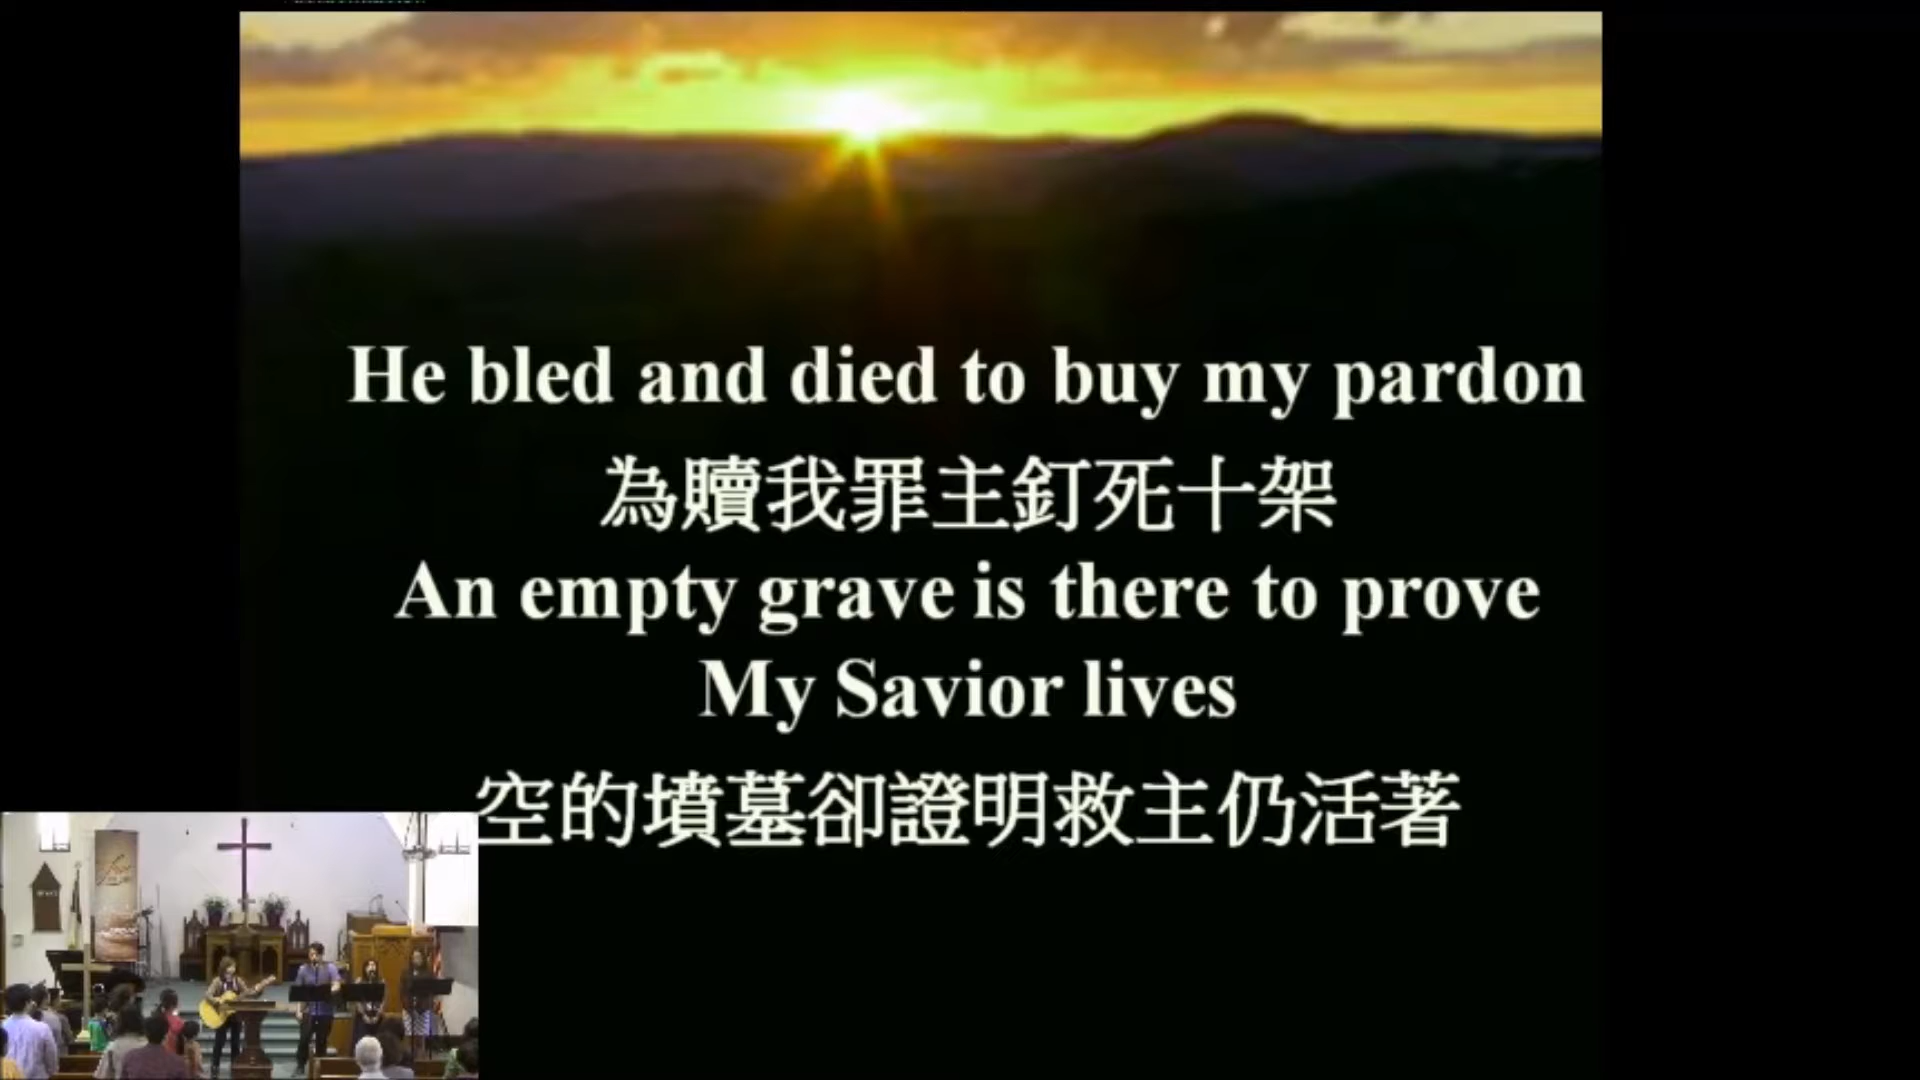 He bled and died to buy my pardon
為贖我罪主釘死十架
An empty grave is there to prove
My Savior lives
空的墳墓卻證明救主仍活著